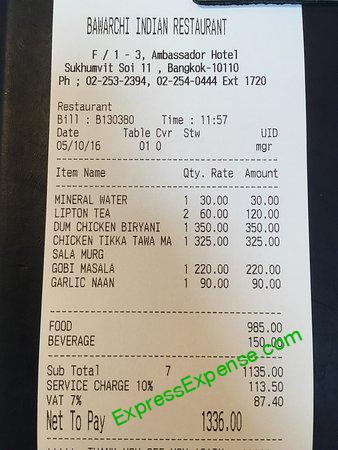 BAWARCHI INDIAN RESTAURANT
F / 1 - 3, Ambassador Hotel
Sukhumvit Soi 11 , Bangkok-10110
Ph ; 02-253-2394, 02-254-0444 Ext 1720
Restaurant
Bill : B130380 Time : 11:57
Date Table Cvr Stw UID
05/10/16 01 0 mgr
Item Name Qty. Rate Amount
MINERAL WATER 1 30.00 30.00
LIPTON TEA 2 60.00 120.00
DUM CHICKEN BIRYANI 1 350.00 350.00
CHICKEN TIKKA TAWA MA 1 325.00 325.00
SALA MURG
GOBI MASALA 1 220.00 220.00
GARLIC NAAN 1 90.00 90.00
FOOD 985.00
BEVERAGE 150.00
Sub Total 7 1135.00
SERVICE CHARGE 10% 113.50
VAT 7% 87.40
Net To Pay 1336.00
ExpressExpense.com